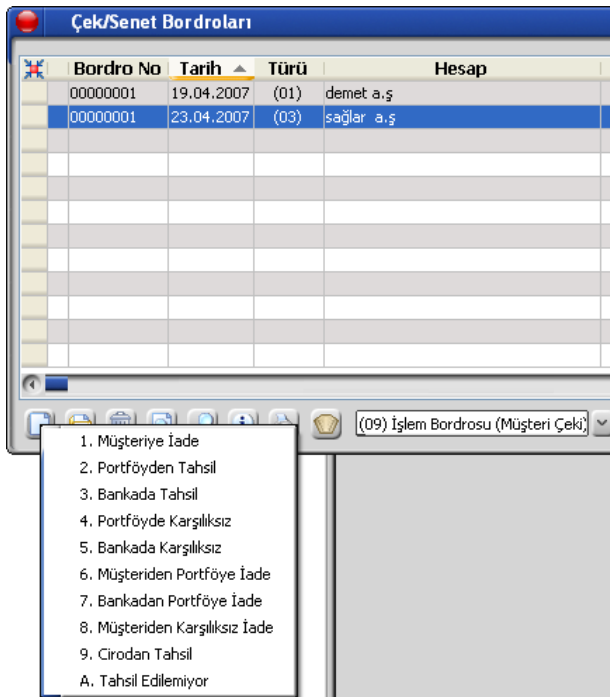 Çek/Senet Bordroları
Bordro No Tarih Türü Hesap
00000001 19.04.2007 (01) demet a.ş
00000001 23.04.2007 (03) sağlar a.ş
(09) İşlem Bordrosu (Müşteri Çeki)
1. Müşteriye İade
2. Portföyden Tahsil
3. Bankada Tahsil
4. Portföyde Karşılıksız
5. Bankada Karşılıksız
6. Müşteriden Portföye İade
7. Bankadan Portföye İade
8. Müşteriden Karşılıksız İade
9. Cirodan Tahsil
A. Tahsil Edilemiyor